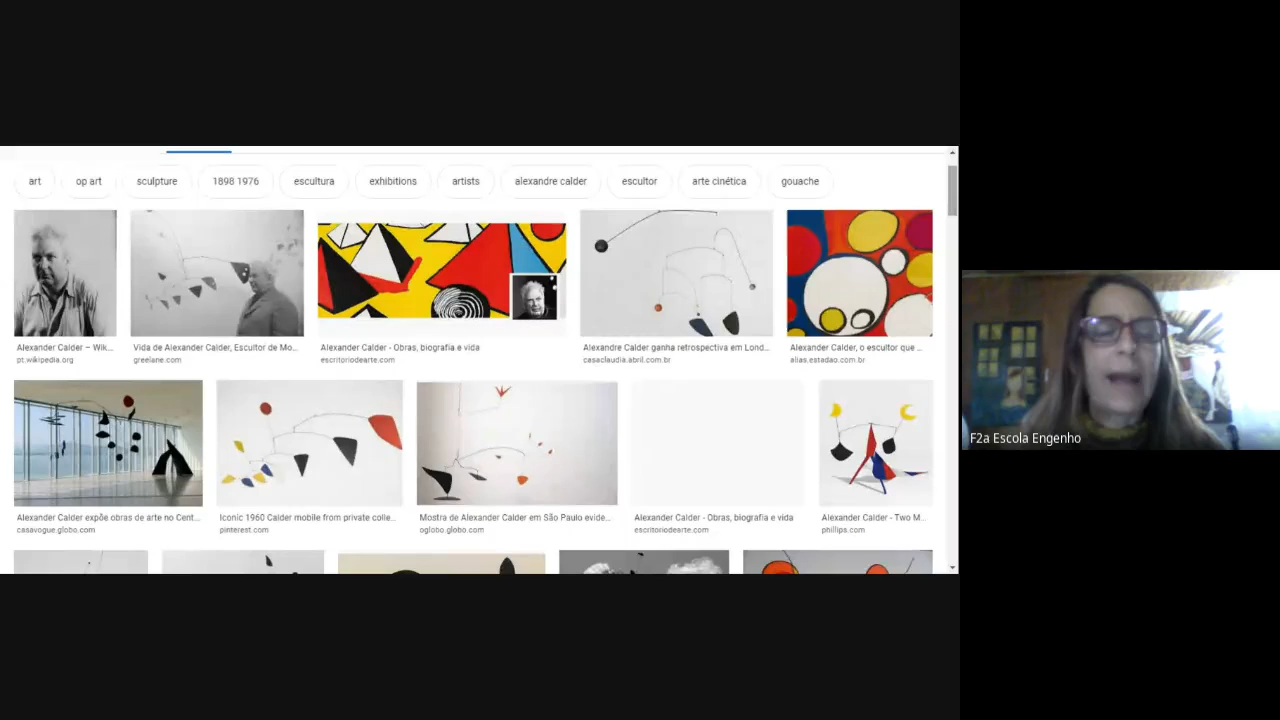 art op art sculpture 1898 1976 escultura exhibitions artists alexandre calder escultor arte cinética gouache
Alexander Calder – Wik... Vida de Alexander Calder, Escultor de Mo... Alexander Calder - Obras, biografia e vida Alexandre Calder ganha retrospectiva em Lond... Alexander Calder, o escultor que ...
pt.wikipedia.org greelane.com escritoriodearte.com casaclaudia.abril.com.br alias.estadao.com.br
Alexander Calder expõe obras de arte no Cent... Iconic 1960 Calder mobile from private colle... Mostra de Alexander Calder em São Paulo evide... Alexander Calder - Obras, biografia e vida Alexander Calder - Two M...
casavogue.globo.com pinterest.com oglobo.globo.com escritoriodearte.com phillips.com
F2a Escola Engenho